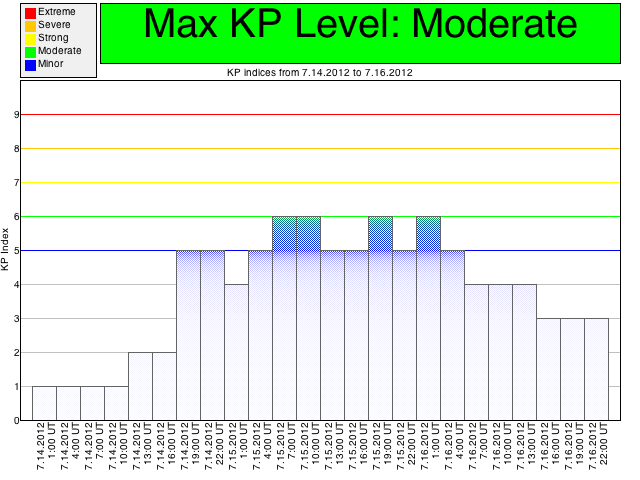 Extreme
Severe
Strong
Moderate
Minor
Max KP Level: Moderate
KP indices from 7.14.2012 to 7.16.2012
KP Index
9
8
7
6
5
4
3
2
1
0
7.14.2012
1:00 UT
7.14.2012
4:00 UT
7.14.2012
7:00 UT
7.14.2012
10:00 UT
7.14.2012
13:00 UT
7.14.2012
16:00 UT
7.14.2012
19:00 UT
7.14.2012
22:00 UT
7.15.2012
1:00 UT
7.15.2012
4:00 UT
7.15.2012
7:00 UT
7.15.2012
10:00 UT
7.15.2012
13:00 UT
7.15.2012
16:00 UT
7.15.2012
19:00 UT
7.15.2012
22:00 UT
7.16.2012
1:00 UT
7.16.2012
4:00 UT
7.16.2012
7:00 UT
7.16.2012
10:00 UT
7.16.2012
13:00 UT
7.16.2012
16:00 UT
7.16.2012
19:00 UT
7.16.2012
22:00 UT